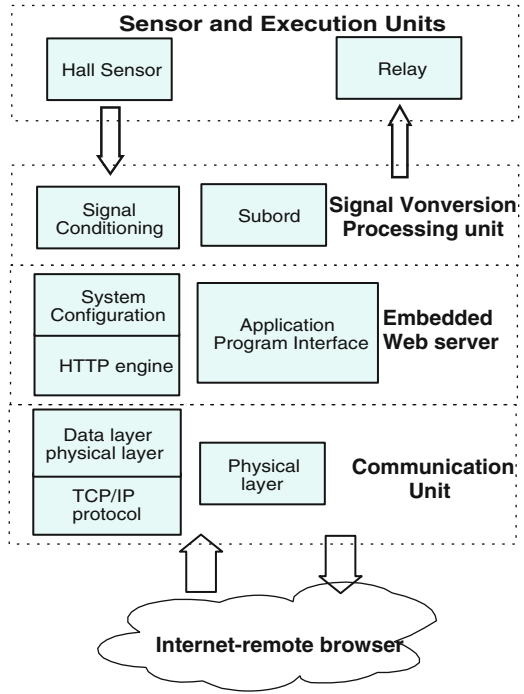 Sensor and Execution Units
Hall Sensor
Relay
Signal
Conditioning
Subord
Signal Vonversion
Processing unit
System
Configuration
HTTP engine
Application
Program Interface
Embedded
Web server
Data layer
physical layer
TCP/IP
protocol
Physical
layer
Communication
Unit
Internet-remote browser